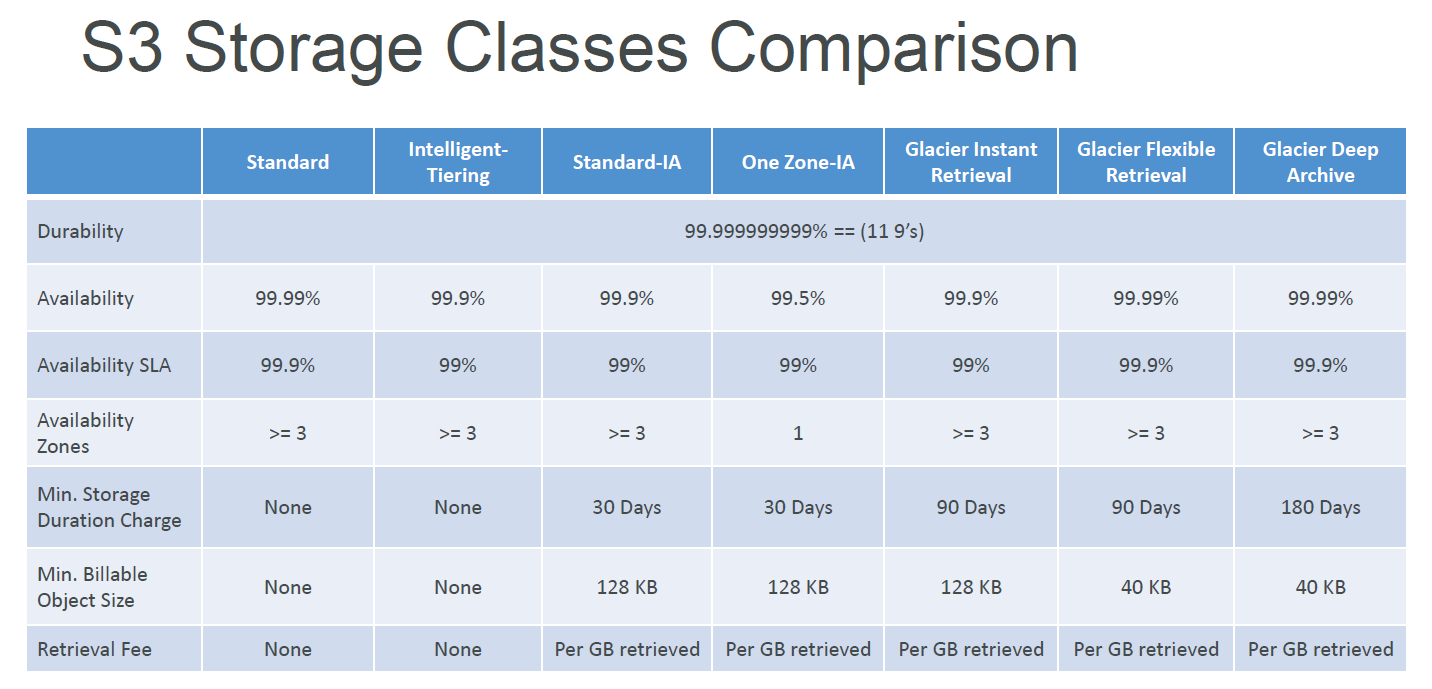 S3 Storage Classes Comparison
Standard
Intelligent-
Tiering
Standard-IA
One Zone-IA
Glacier Instant
Retrieval
Glacier Flexible
Retrieval
Glacier Deep
Archive
Durability
99.999999999% == (11 9’s)
Availability
99.99%
99.9%
99.9%
99.5%
99.9%
99.99%
99.99%
Availability SLA
99.9%
99%
99%
99%
99%
99.9%
99.9%
Availability
Zones
>= 3
>= 3
>= 3
1
>= 3
>= 3
>= 3
Min. Storage
Duration Charge
None
None
30 Days
30 Days
90 Days
90 Days
180 Days
Min. Billable
Object Size
None
None
128 KB
128 KB
128 KB
40 KB
40 KB
Retrieval Fee
None
None
Per GB retrieved
Per GB retrieved
Per GB retrieved
Per GB retrieved
Per GB retrieved